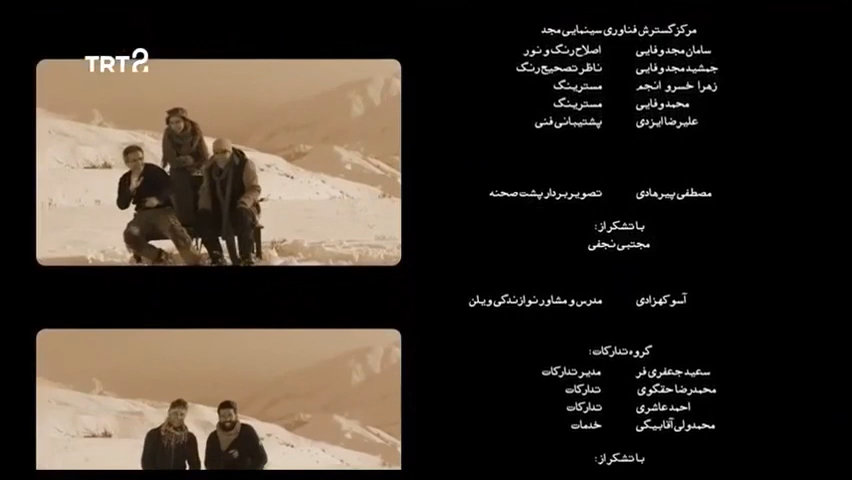 TRT2
مرکز گسترش فناوری سینمایی مجد
سامان مجدوفایی اصلاح رنگ و نور
جمشید مجدوفایی ناظر تصحیح رنگ
زهرا خسرو انجم مسترینگ
محمد وفایی مسترینگ
علیرضا ایزدی پشتیبانی فنی
مصطفی پیرهادی تصویربردار پشت صحنه
با تشکر از:
مجتبی نجفی
آسو کهزادی مدرس و مشاور نوازندگی ویلن
گروه تدارکات:
سعید جعفری فر مدیر تدارکات
محمدرضا حقگوی تدارکات
احمد عاشری تدارکات
محمدولی آقابیکی خدمات
با تشکر از: